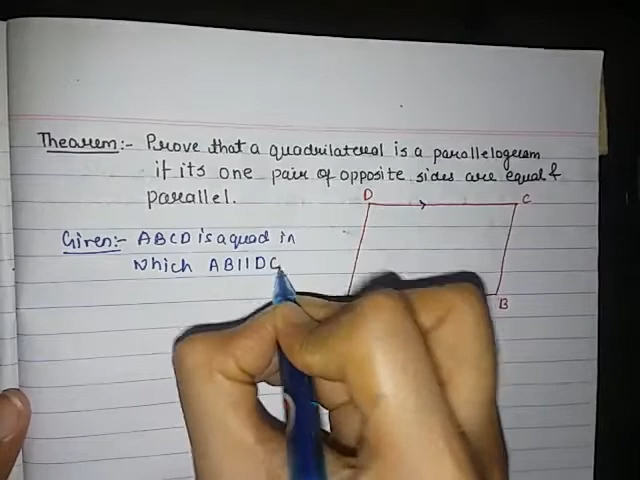 Theorem:- Prove that a quadrilateral is a parallelogram
if its one pair of opposite sides are equal &
parallel.
D
C
Given:- ABCD is a quad in
which AB||DC
B